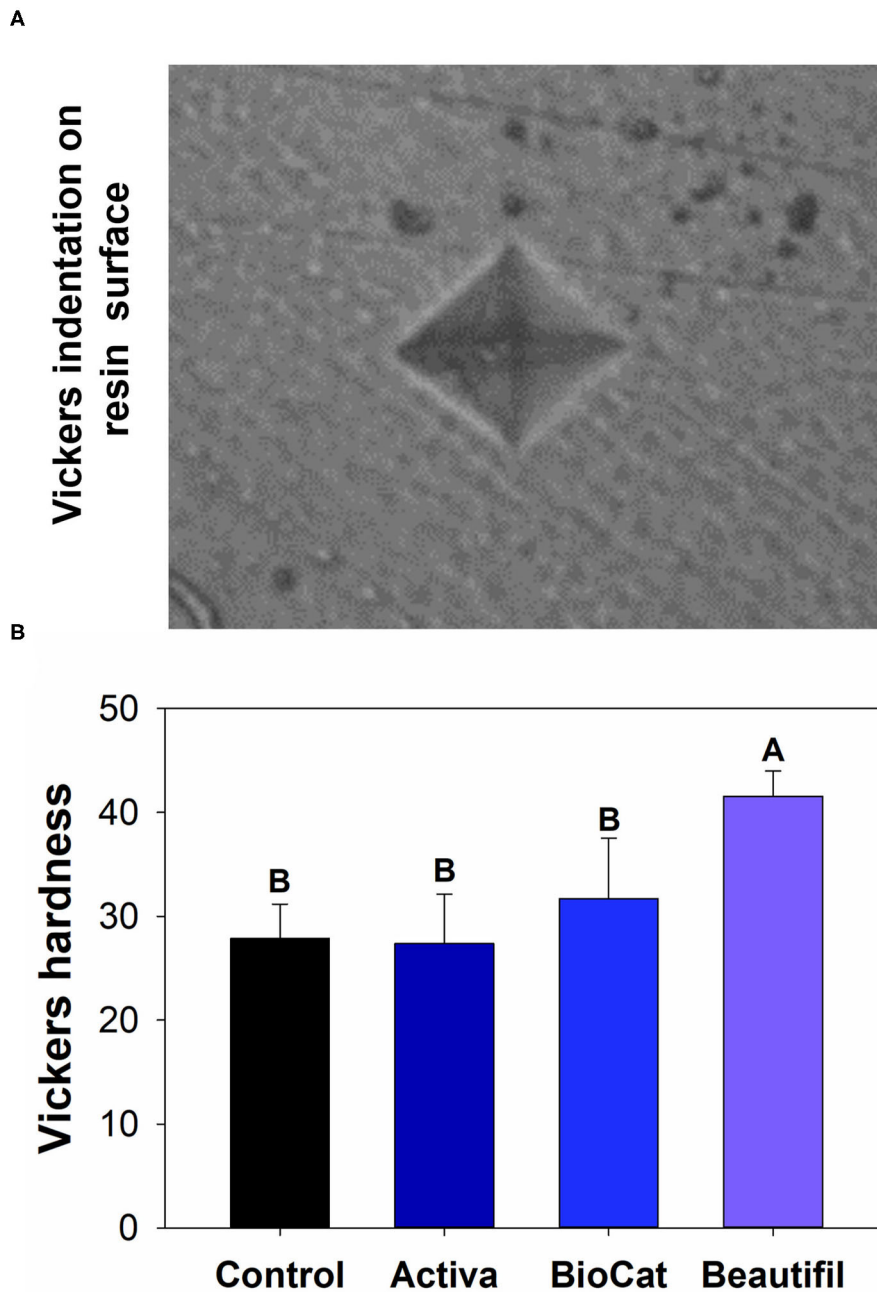 A
Vickers indentation on
resin surface
B
Vickers hardness
50
40
30
20
10
0
B
B
B
A
Control
Activa
BioCat
Beautifil